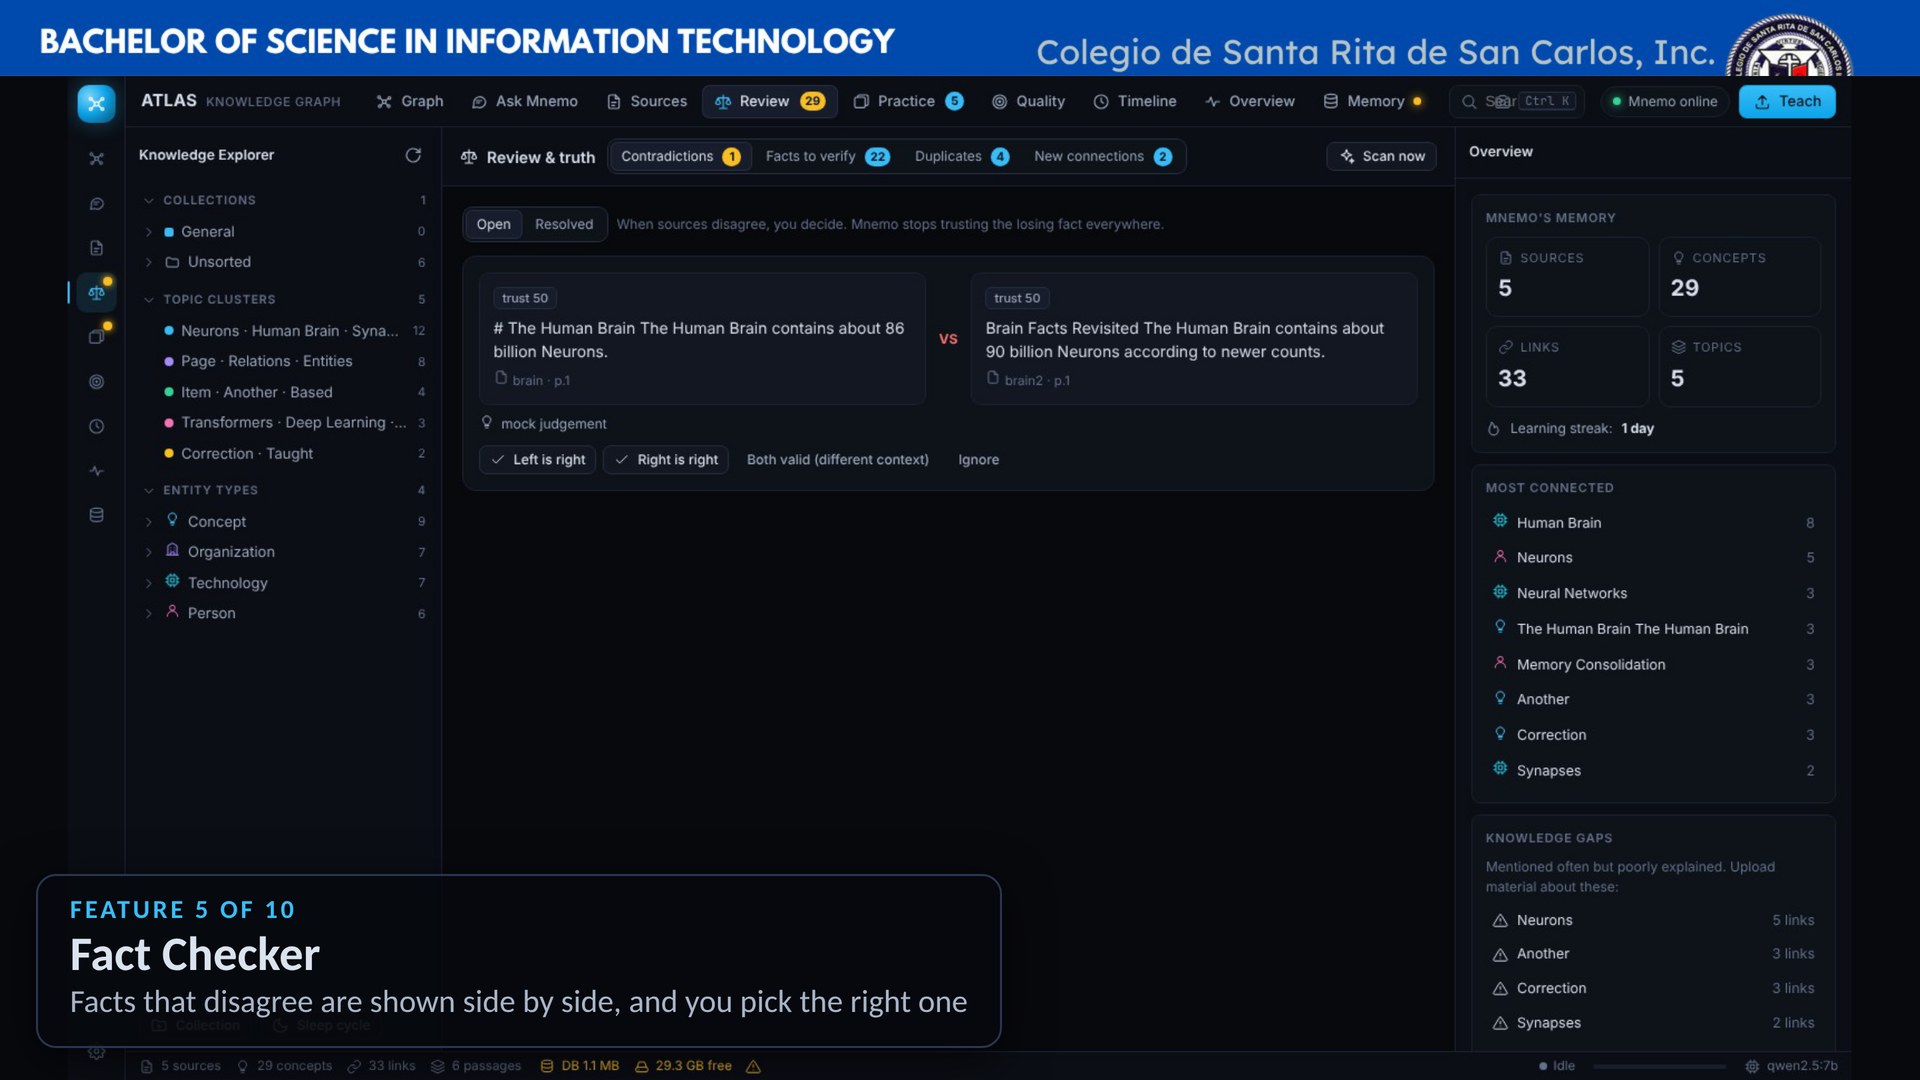 BACHELOR OF SCIENCE IN INFORMATION TECHNOLOGY
Colegio de Santa Rita de San Carlos, Inc.
ATLAS KNOWLEDGE GRAPH
Graph
Ask Mnemo
Sources
Review 29
Practice 5
Quality
Timeline
Overview
Memory
Ctrl K
Mnemo online
Teach
Knowledge Explorer
COLLECTIONS 1
General 0
Unsorted 6
TOPIC CLUSTERS 5
Neurons · Human Brain · Syna... 12
Page · Relations · Entities 8
Item · Another · Based 4
Transformers · Deep Learning ·... 3
Correction · Taught 2
ENTITY TYPES 4
Concept 9
Organization 7
Technology 7
Person 6
Collection
Sleep cycle
Review & truth
Contradictions 1
Facts to verify 22
Duplicates 4
New connections 2
Scan now
Open
Resolved
When sources disagree, you decide. Mnemo stops trusting the losing fact everywhere.
trust 50
# The Human Brain The Human Brain contains about 86
billion Neurons.
brain · p.1
VS
trust 50
Brain Facts Revisited The Human Brain contains about
90 billion Neurons according to newer counts.
brain2 · p.1
mock judgement
Left is right
Right is right
Both valid (different context)
Ignore
Overview
MNEMO'S MEMORY
SOURCES
5
CONCEPTS
29
LINKS
33
TOPICS
5
Learning streak: 1 day
MOST CONNECTED
Human Brain 8
Neurons 5
Neural Networks 3
The Human Brain The Human Brain 3
Memory Consolidation 3
Another 3
Correction 3
Synapses 2
KNOWLEDGE GAPS
Mentioned often but poorly explained. Upload
material about these:
Neurons 5 links
Another 3 links
Correction 3 links
Synapses 2 links
FEATURE 5 OF 10
Fact Checker
Facts that disagree are shown side by side, and you pick the right one
5 sources
29 concepts
33 links
6 passages
DB 1.1 MB
29.3 GB free
Idle
qwen2.5:7b